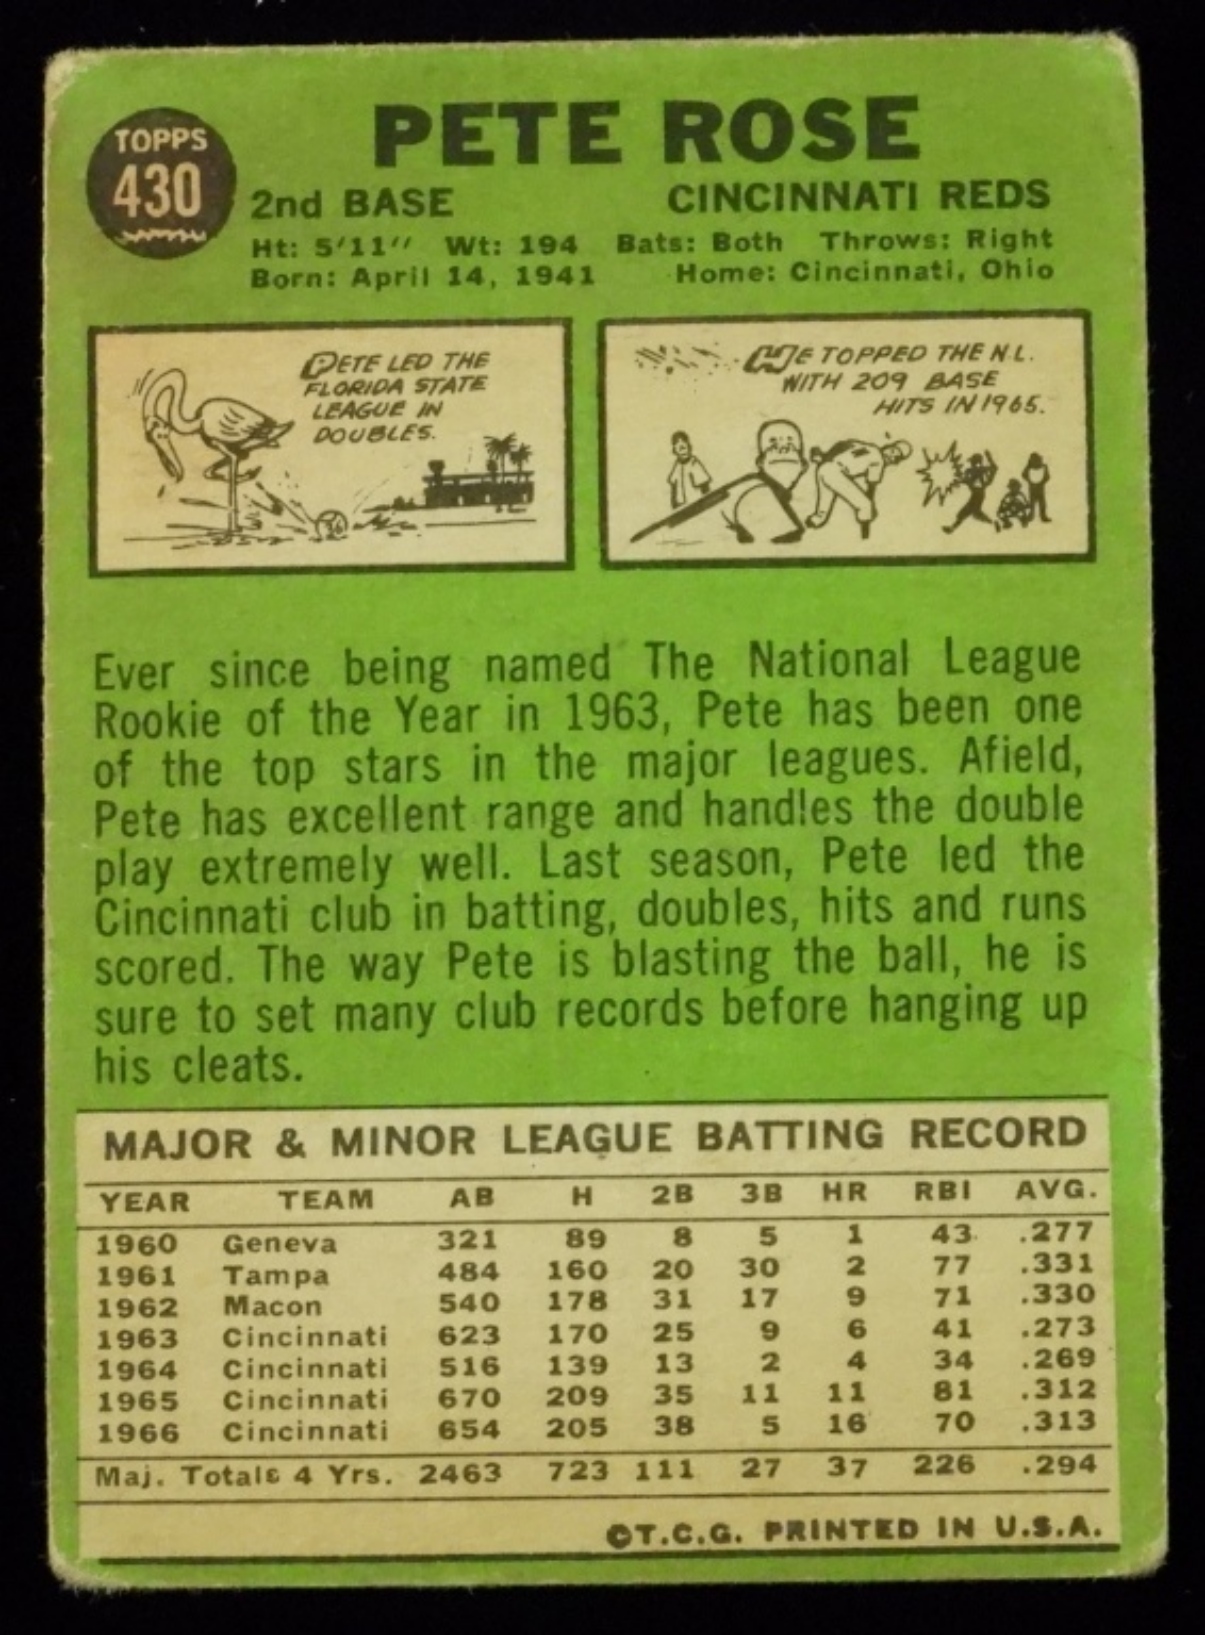 TOPPS
430
PETE ROSE
2nd BASE CINCINNATI REDS
Ht: 5'11" Wt: 194 Bats: Both Throws: Right
Born: April 14, 1941 Home: Cincinnati, Ohio
PETE LED THE
FLORIDA STATE
LEAGUE IN
DOUBLES.
HE TOPPED THE N.L.
WITH 209 BASE
HITS IN 1965.
Ever since being named The National League
Rookie of the Year in 1963, Pete has been one
of the top stars in the major leagues. Afield,
Pete has excellent range and handles the double
play extremely well. Last season, Pete led the
Cincinnati club in batting, doubles, hits and runs
scored. The way Pete is blasting the ball, he is
sure to set many club records before hanging up
his cleats.
MAJOR & MINOR LEAGUE BATTING RECORD
YEAR TEAM AB H 2B 3B HR RBI AVG.
1960 Geneva 321 89 8 5 1 43 .277
1961 Tampa 484 160 20 30 2 77 .331
1962 Macon 540 178 31 17 9 71 .330
1963 Cincinnati 623 170 25 9 6 41 .273
1964 Cincinnati 516 139 13 2 4 34 .269
1965 Cincinnati 670 209 35 11 11 81 .312
1966 Cincinnati 654 205 38 5 16 70 .313
Maj. Totals 4 Yrs. 2463 723 111 27 37 226 .294
©T.C.G. PRINTED IN U.S.A.